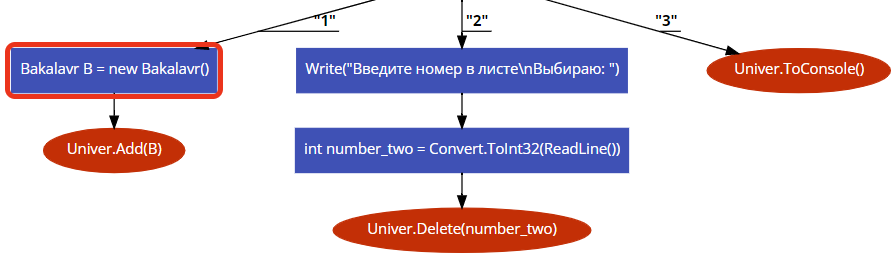 "1"
"2"
"3"
Bakalavr B = new Bakalavr()
Write("Введите номер в листе\nВыбираю: ")
Univer.ToConsole()
Univer.Add(B)
int number_two = Convert.ToInt32(ReadLine())
Univer.Delete(number_two)